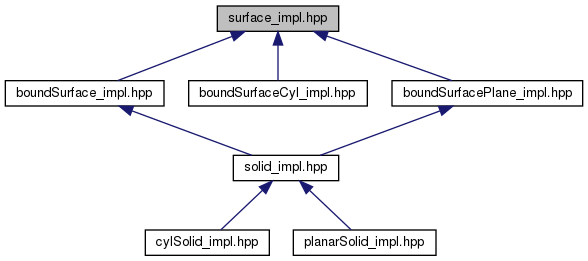 surface_impl.hpp
boundSurface_impl.hpp
boundSurfaceCyl_impl.hpp
boundSurfacePlane_impl.hpp
solid_impl.hpp
cylSolid_impl.hpp
planarSolid_impl.hpp